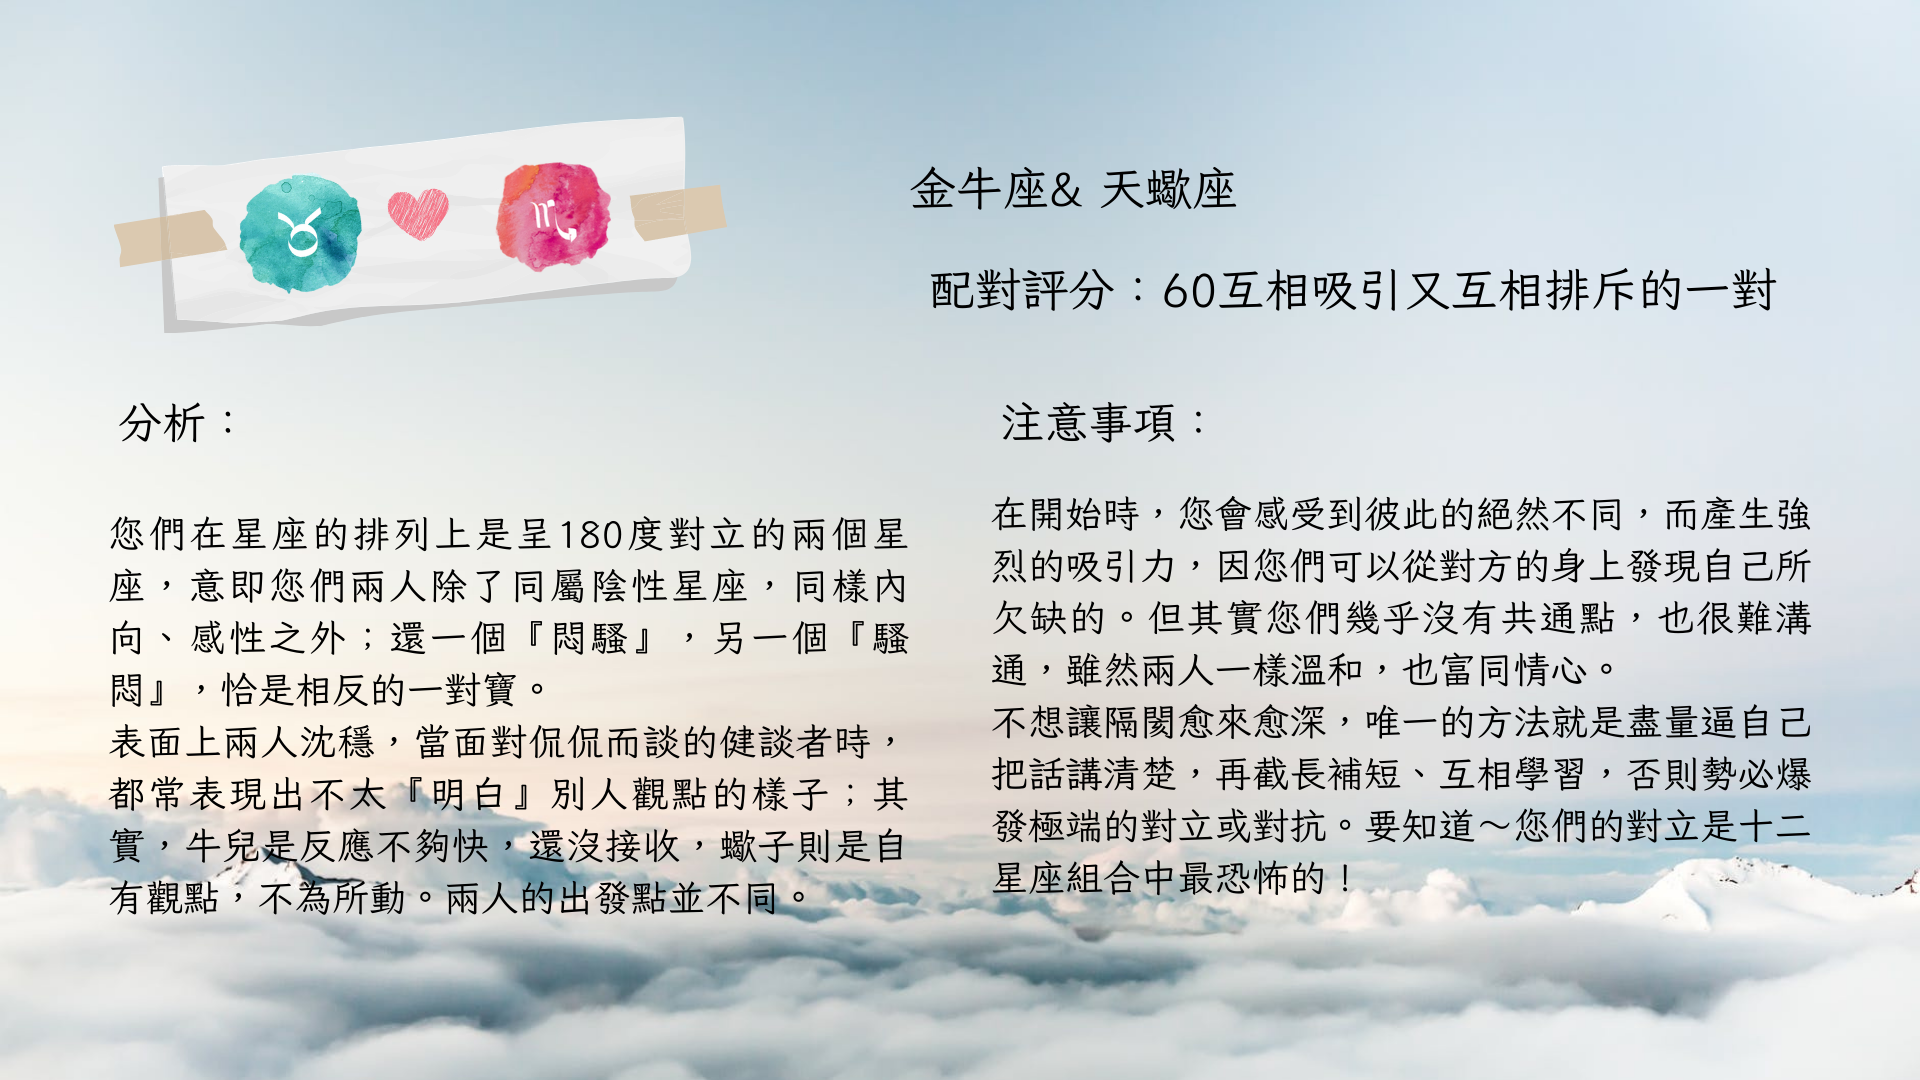 金牛座& 天蠍座
配對評分：60互相吸引又互相排斥的一對
分析：
您們在星座的排列上是呈180度對立的兩個星
座，意即您們兩人除了同屬陰性星座，同樣內
向、感性之外；還一個『悶騷』，另一個『騷
悶』，恰是相反的一對寶。
表面上兩人沈穩，當面對侃侃而談的健談者時，
都常表現出不太『明白』別人觀點的樣子；其
實，牛兒是反應不夠快，還沒接收，蠍子則是自
有觀點，不為所動。兩人的出發點並不同。
注意事項：
在開始時，您會感受到彼此的絕然不同，而產生強
烈的吸引力，因您們可以從對方的身上發現自己所
欠缺的。但其實您們幾乎沒有共通點，也很難溝
通，雖然兩人一樣溫和，也富同情心。
不想讓隔閡愈來愈深，唯一的方法就是盡量逼自己
把話講清楚，再截長補短、互相學習，否則勢必爆
發極端的對立或對抗。要知道～您們的對立是十二
星座組合中最恐怖的！